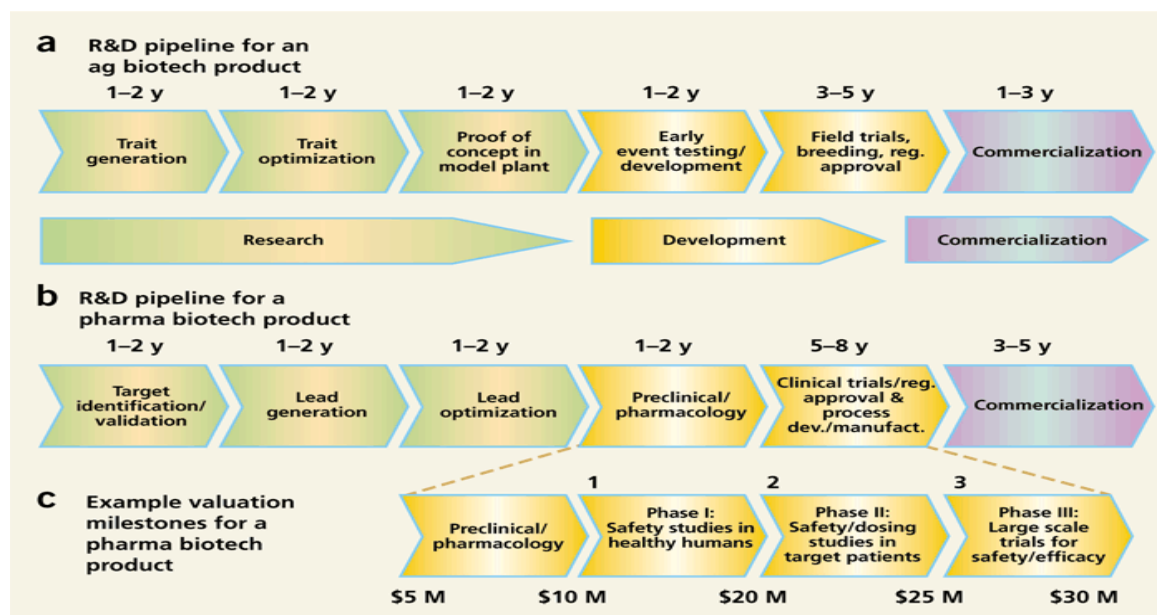 a
R&D pipeline for an
ag biotech product
1–2 y
1–2 y
1–2 y
1–2 y
3–5 y
1–3 y
Trait
generation
Trait
optimization
Proof of
concept in
model plant
Early
event testing/
development
Field trials,
breeding, reg.
approval
Commercialization
Research
Development
Commercialization
b
R&D pipeline for a
pharma biotech product
1–2 y
1–2 y
1–2 y
1–2 y
5–8 y
3–5 y
Target
identification/
validation
Lead
generation
Lead
optimization
Preclinical/
pharmacology
Clinical trials/reg.
approval &
process
dev./manufact.
Commercialization
c
Example valuation
milestones for a
pharma biotech
product
Preclinical/
pharmacology
1
Phase I:
Safety studies in
healthy humans
2
Phase II:
Safety/dosing
studies in
target patients
3
Phase III:
Large scale
trials for
safety/efficacy
$5 M
$10 M
$20 M
$25 M
$30 M